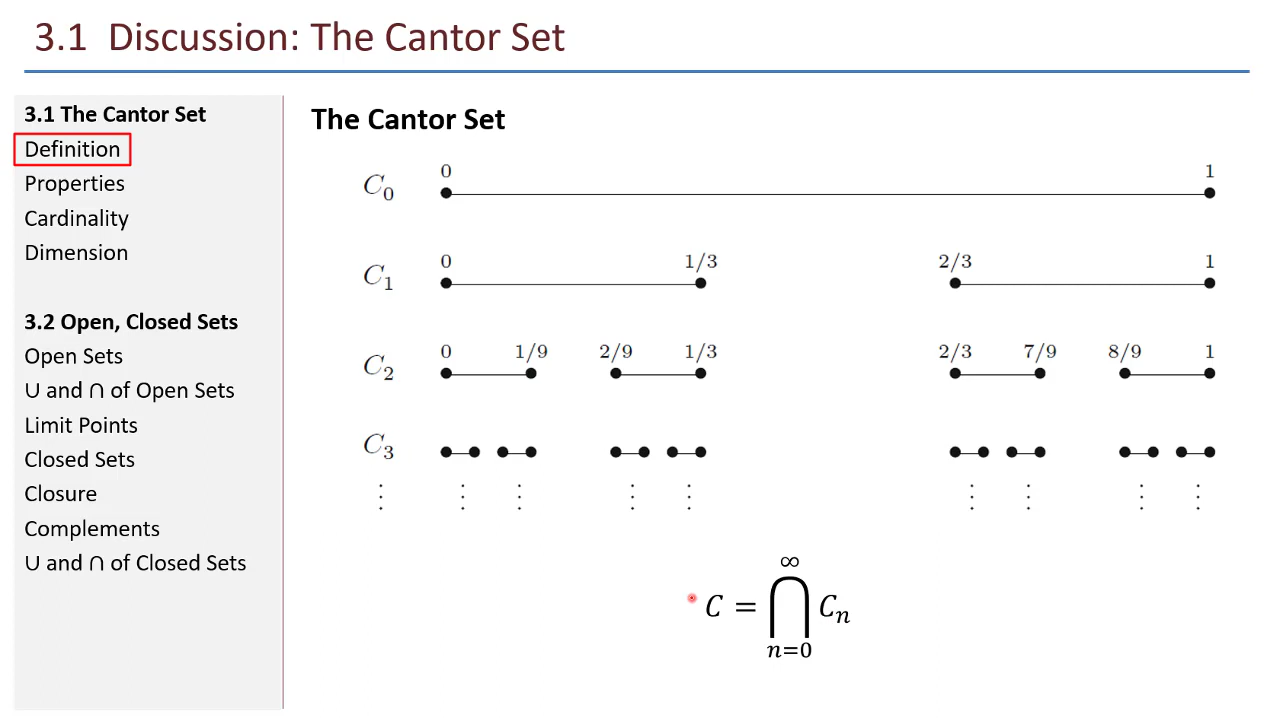 3.1 Discussion: The Cantor Set
3.1 The Cantor Set
Definition
Properties
Cardinality
Dimension
3.2 Open, Closed Sets
Open Sets
∪ and ∩ of Open Sets
Limit Points
Closed Sets
Closure
Complements
∪ and ∩ of Closed Sets
The Cantor Set
C₀ 0 1
C₁ 0 1/3 2/3 1
C₂ 0 1/9 2/9 1/3 2/3 7/9 8/9 1
C₃
∞
C = ⋂ Cₙ
n=0